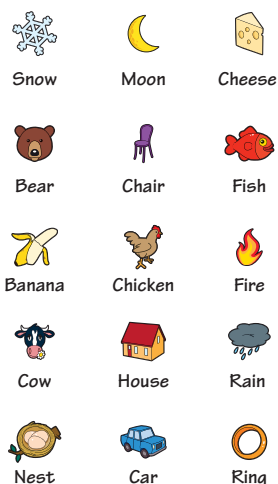 Snow Moon Cheese
Bear Chair Fish
Banana Chicken Fire
Cow House Rain
Nest Car Ring